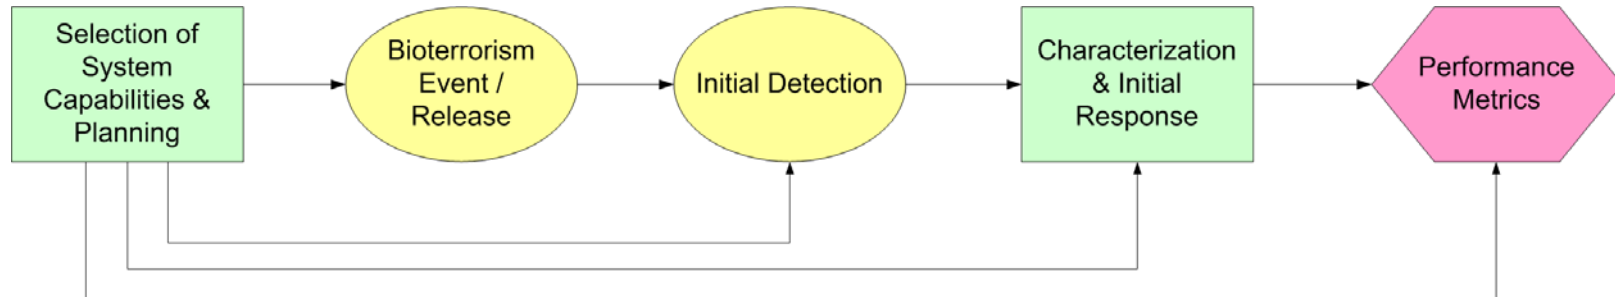 Selection of
System
Capabilities &
Planning
Bioterrorism
Event /
Release
Initial Detection
Characterization
& Initial
Response
Performance
Metrics